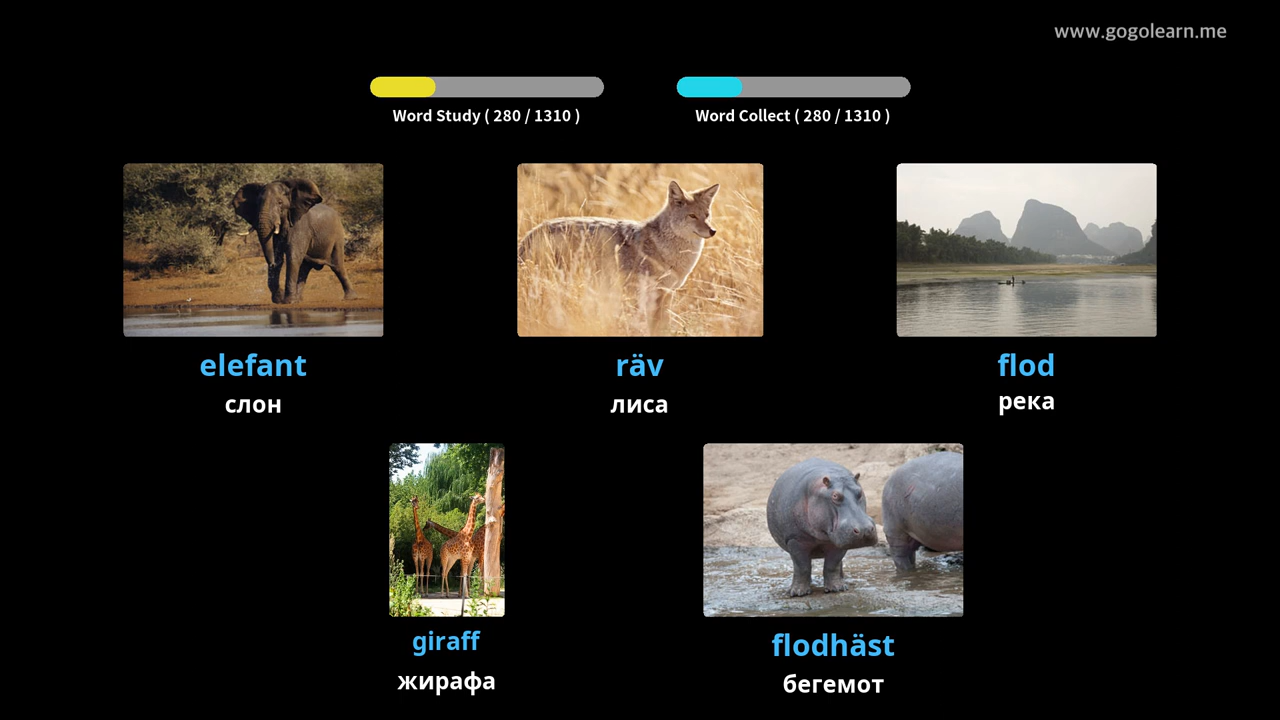 www.gogolearn.me
Word Study ( 280 / 1310 )
Word Collect ( 280 / 1310 )
elefant
слон
räv
лиса
flod
река
giraff
жирафа
flodhäst
бегемот